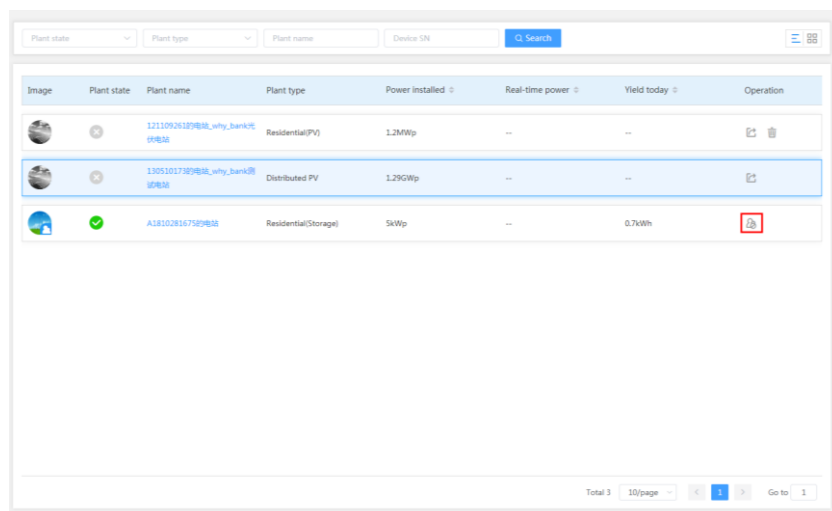 Plant state Plant type Plant name Device SN Search
Image Plant state Plant name Plant type Power installed Real-time power Yield today Operation
121109261的电站_why_bank光
伏电站
Residential(PV) 1.2MWp -- --
130510173的电站_why_bank测
试电站
Distributed PV 1.29GWp -- --
A1810281675的电站 Residential(Storage) 5kWp -- 0.7kWh
Total 3 10/page < 1 > Go to 1